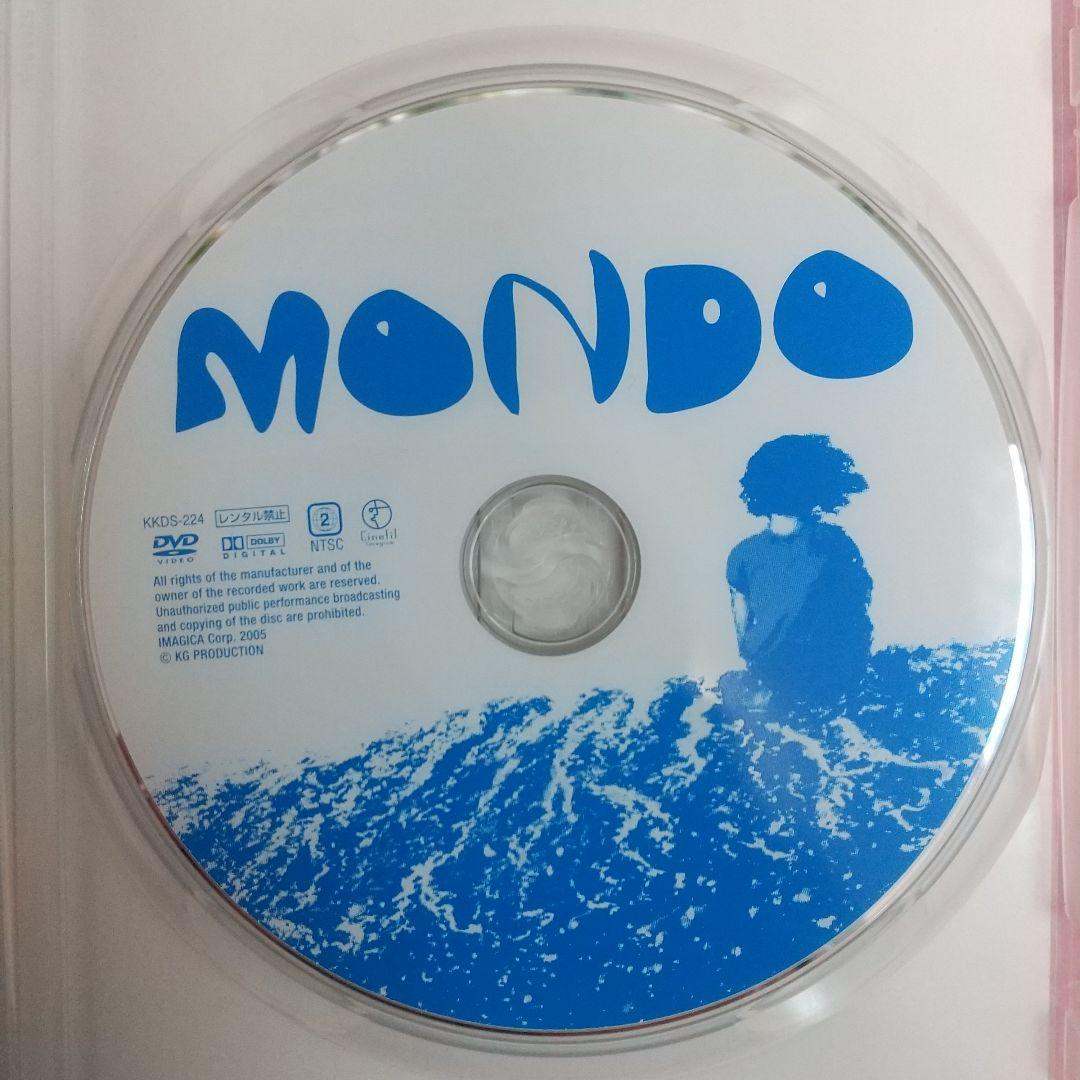 MONDO
KKDS-224 レンタル禁止 2 Cinefil
DVD VIDEO DOLBY DIGITAL NTSC
All rights of the manufacturer and of the
owner of the recorded work are reserved.
Unauthorized public performance broadcasting
and copying of the disc are prohibited.
IMAGICA Corp. 2005
© KG PRODUCTION